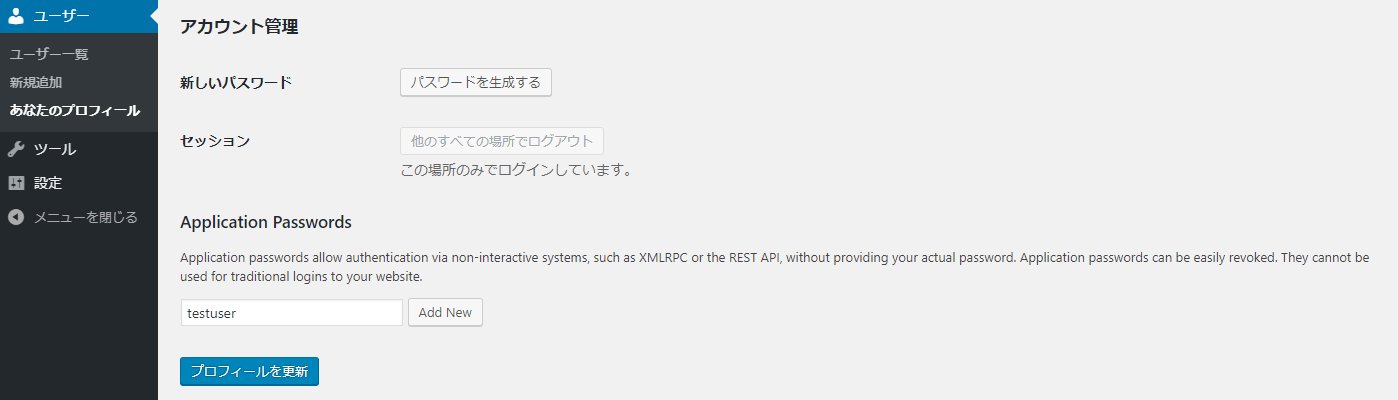 ユーザー
ユーザー一覧
新規追加
あなたのプロフィール
ツール
設定
メニューを閉じる
アカウント管理
新しいパスワード
パスワードを生成する
セッション
他のすべての場所でログアウト
この場所のみでログインしています。
Application Passwords
Application passwords allow authentication via non-interactive systems, such as XMLRPC or the REST API, without providing your actual password. Application passwords can be easily revoked. They cannot be
used for traditional logins to your website.
testuser
Add New
プロフィールを更新